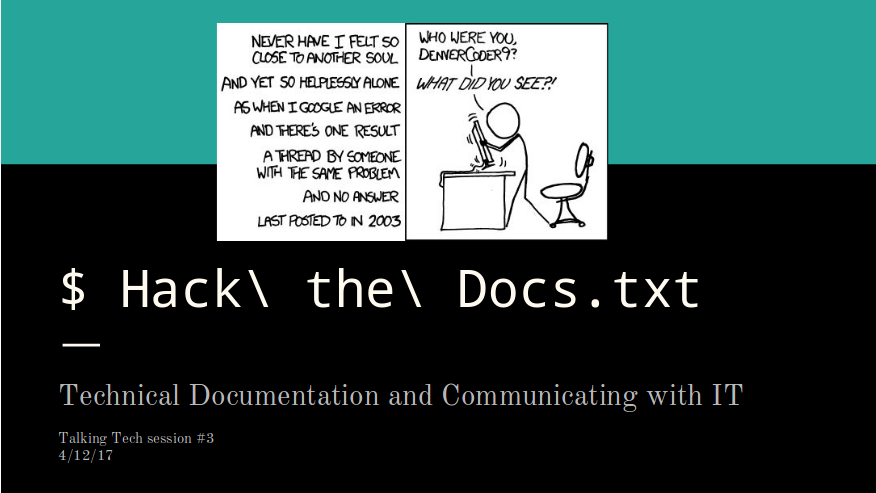 NEVER HAVE I FELT SO
CLOSE TO ANOTHER SOUL
AND YET SO HELPLESSLY ALONE
AS WHEN I GOOGLE AN ERROR
AND THERE'S ONE RESULT
A THREAD BY SOMEONE
WITH THE SAME PROBLEM
AND NO ANSWER
LAST POSTED TO IN 2003
WHO WERE YOU,
DENVERCODER9?
WHAT DID YOU SEE?!
$ Hack\ the\ Docs.txt
Technical Documentation and Communicating with IT
Talking Tech session #3
4/12/17